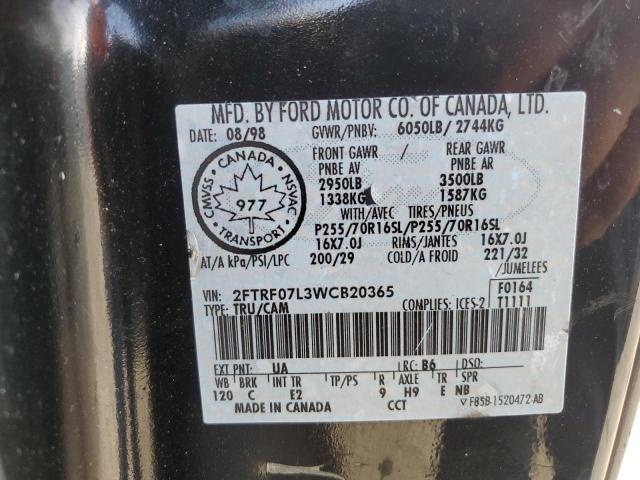 MFD. BY FORD MOTOR CO. OF CANADA, LTD.
DATE: 08/98 GVWR/PNBV: 6050LB/ 2744KG
FRONT GAWR / REAR GAWR
PNBE AV PNBE AR
2950LB 3500LB
1338KG 1587KG
CMVSS CANADA NSVAC
977
TRANSPORT
WITH/AVEC TIRES/PNEUS
P255/70R16SL/P255/70R16SL
16X7.0J RIMS/JANTES 16X7.0J
AT/A kPa/PSI/LPC 200/29 COLD/A FROID 221/32
/JUMELEES
VIN: 2FTRF07L3WCB20365 F0164
TYPE: TRU/CAM COMPLIES: ICES-2 T1111
EXT PNT: UA LRC: B6 DSO:
WB BRK INT TR TP/PS R AXLE TR SPR
120 C E2 9 H9 E NB
MADE IN CANADA CCT F85B-1520472-AB